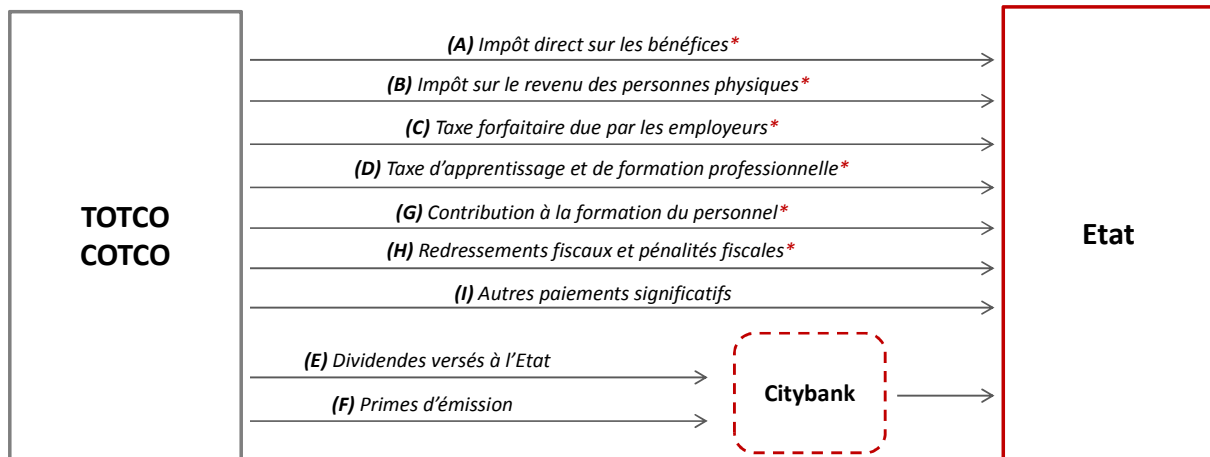 (A) Impôt direct sur les bénéfices*
(B) Impôt sur le revenu des personnes physiques*
(C) Taxe forfaitaire due par les employeurs*
(D) Taxe d’apprentissage et de formation professionnelle*
(G) Contribution à la formation du personnel*
(H) Redressements fiscaux et pénalités fiscales*
(I) Autres paiements significatifs
(E) Dividendes versés à l’Etat
(F) Primes d’émission
TOTCO
COTCO
Citybank
Etat